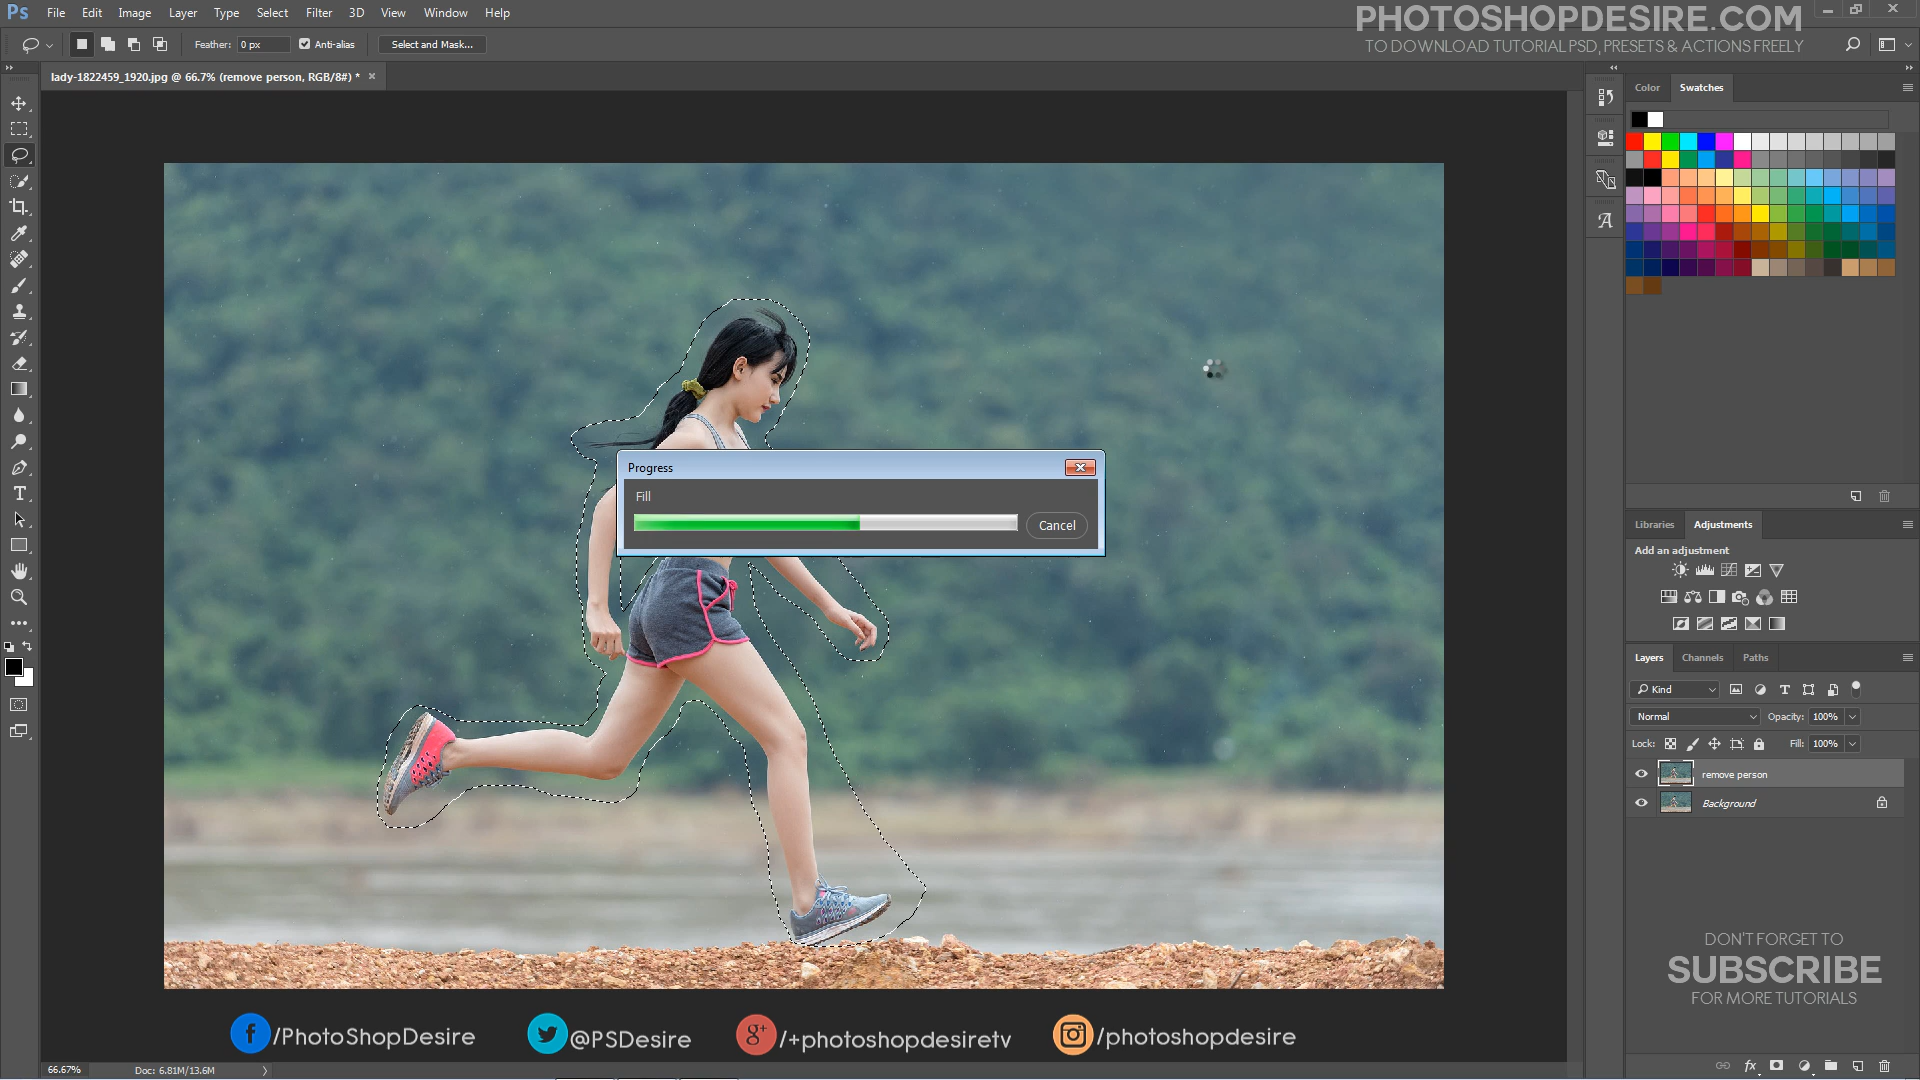 Ps File Edit Image Layer Type Select Filter 3D View Window Help
PHOTOSHOPDESIRE.COM
TO DOWNLOAD TUTORIAL PSD, PRESETS & ACTIONS FREELY
Feather: 0 px Anti-alias Select and Mask...
lady-1822459_1920.jpg @ 66.7% (remove person, RGB/8#) *
Color Swatches
Progress
Fill
Cancel
Libraries Adjustments
Add an adjustment
Layers Channels Paths
Kind
Normal Opacity: 100%
Lock: Fill: 100%
remove person
Background
DON'T FORGET TO
SUBSCRIBE
FOR MORE TUTORIALS
/PhotoShopDesire @PSDesire /+photoshopdesiretv /photoshopdesire
66.67% Doc: 6.81M/13.6M
fx